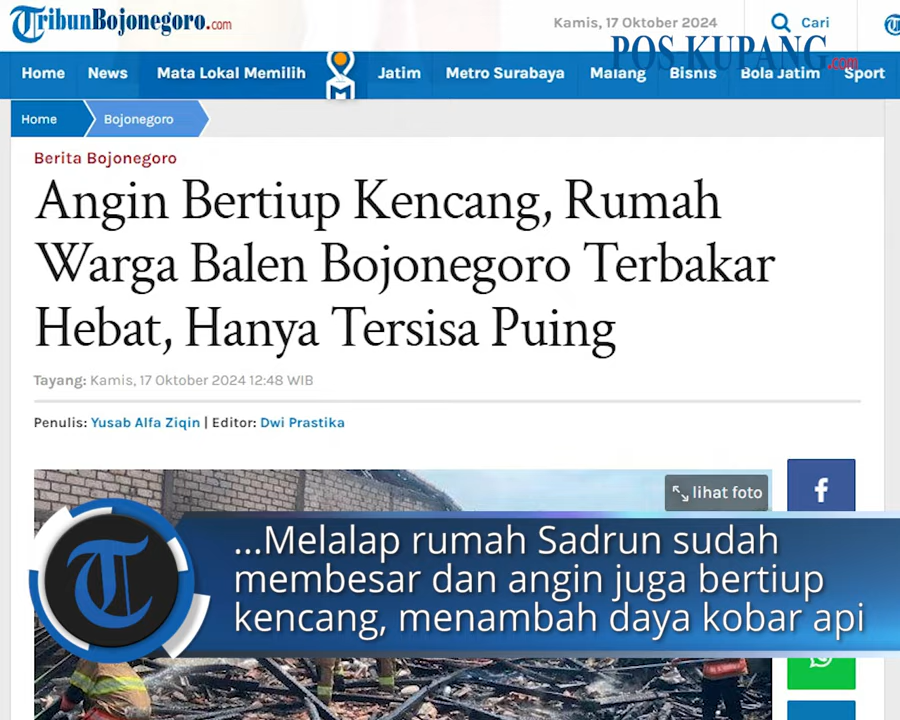 TribunBojonegoro.com
Kamis, 17 Oktober 2024
Cari
POS KUPANG.com
Home News Mata Lokal Memilih Jatim Metro Surabaya Malang Bisnis Bola Jatim Sport
Home Bojonegoro
Berita Bojonegoro
Angin Bertiup Kencang, Rumah
Warga Balen Bojonegoro Terbakar
Hebat, Hanya Tersisa Puing
Tayang: Kamis, 17 Oktober 2024 12:48 WIB
Penulis: Yusab Alfa Ziqin | Editor: Dwi Prastika
lihat foto
...Melalap rumah Sadrun sudah
membesar dan angin juga bertiup
kencang, menambah daya kobar api